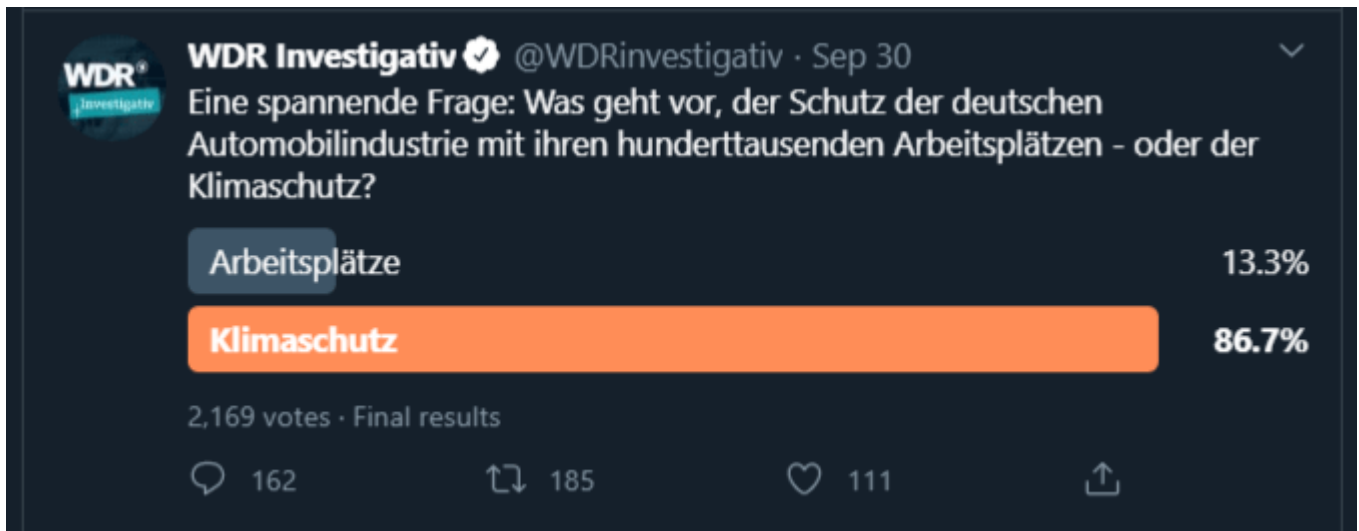 WDR Investigativ @WDRinvestigativ · Sep 30
WDR®
Investigativ
Eine spannende Frage: Was geht vor, der Schutz der deutschen
Automobilindustrie mit ihren hunderttausenden Arbeitsplätzen - oder der
Klimaschutz?
Arbeitsplätze 13.3%
Klimaschutz 86.7%
2,169 votes · Final results
162 185 111